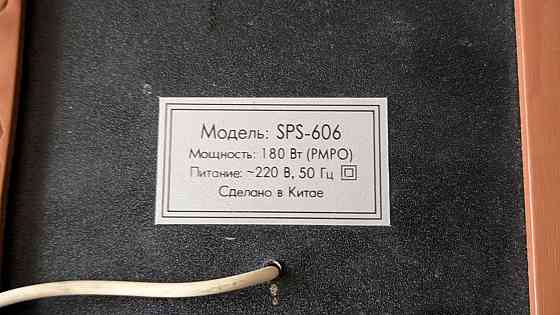 Модель: SPS-606
Мощность: 180 Вт (PMPO)
Питание: ~220 В, 50 Гц
Сделано в Китае